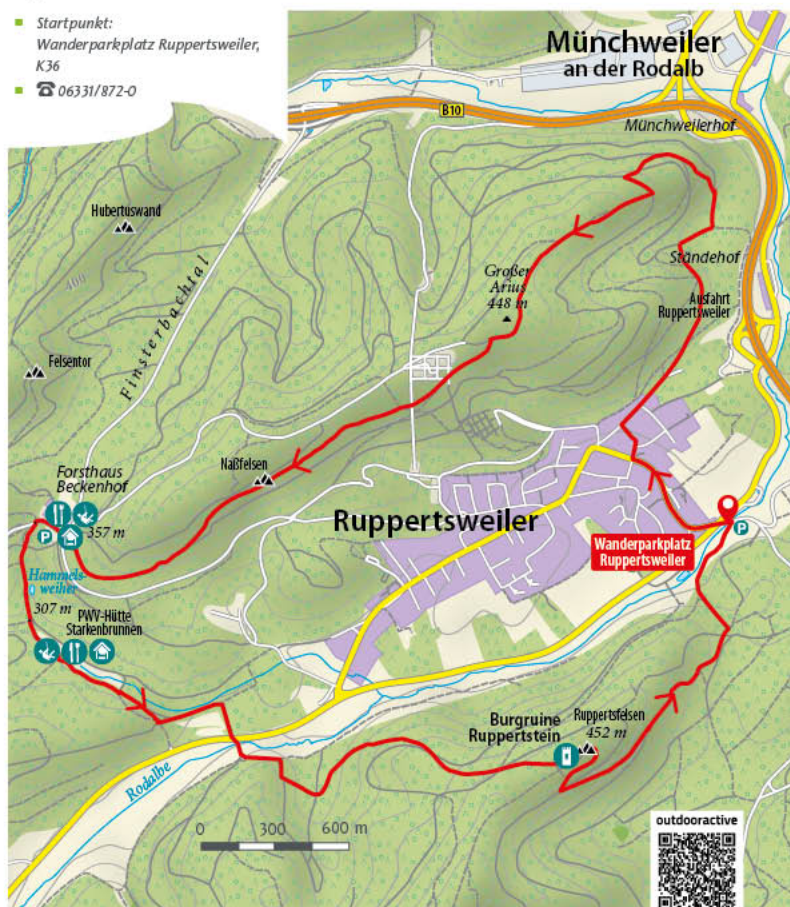 Startpunkt:
Wanderparkplatz Ruppertsweiler,
K36
☎ 06331/872-0
Münchweiler
an der Rodalb
B10
Münchweilerhof
Hubertuswand
400
Finsterbachtal
Großer
Arius
448 m
Ständehof
Ausfahrt
Ruppertsweiler
Felsentor
Naßfelsen
Forsthaus
Beckenhof
P
357 m
Ruppertsweiler
P
Wanderparkplatz
Ruppertsweiler
Hammels-
weiher
307 m
PWV-Hütte
Starkenbrunnen
Burgruine
Ruppertstein
Ruppertsfelsen
452 m
Rodalbe
0 300 600 m
outdooractive